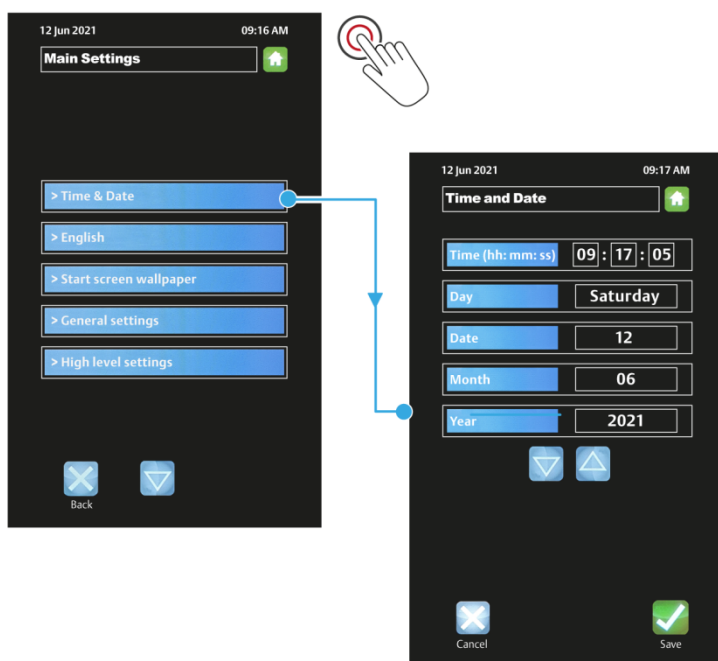 12 Jun 2021 09:16 AM
Main Settings
> Time & Date
> English
> Start screen wallpaper
> General settings
> High level settings
Back
12 Jun 2021 09:17 AM
Time and Date
Time (hh: mm: ss) 09 : 17 : 05
Day Saturday
Date 12
Month 06
Year 2021
Cancel Save